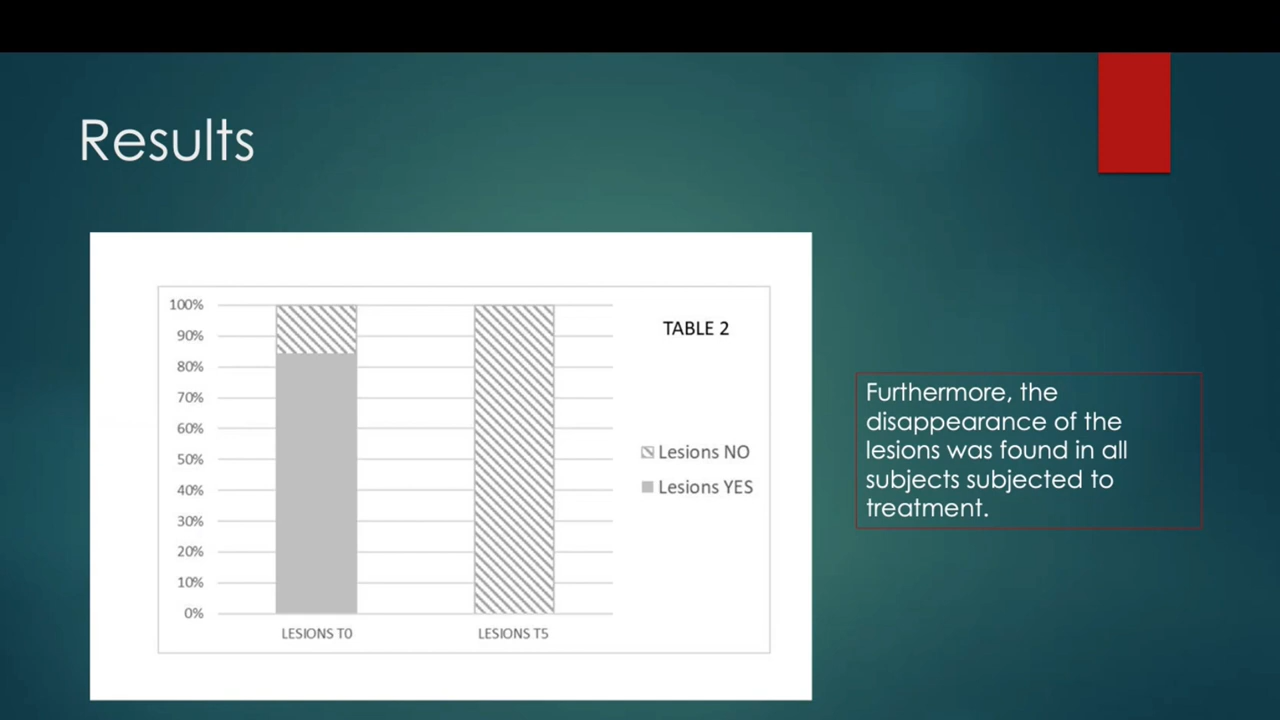 Results
100%
90%
80%
70%
60%
50%
40%
30%
20%
10%
0%
LESIONS T0
LESIONS T5
TABLE 2
Lesions NO
Lesions YES
Furthermore, the
disappearance of the
lesions was found in all
subjects subjected to
treatment.